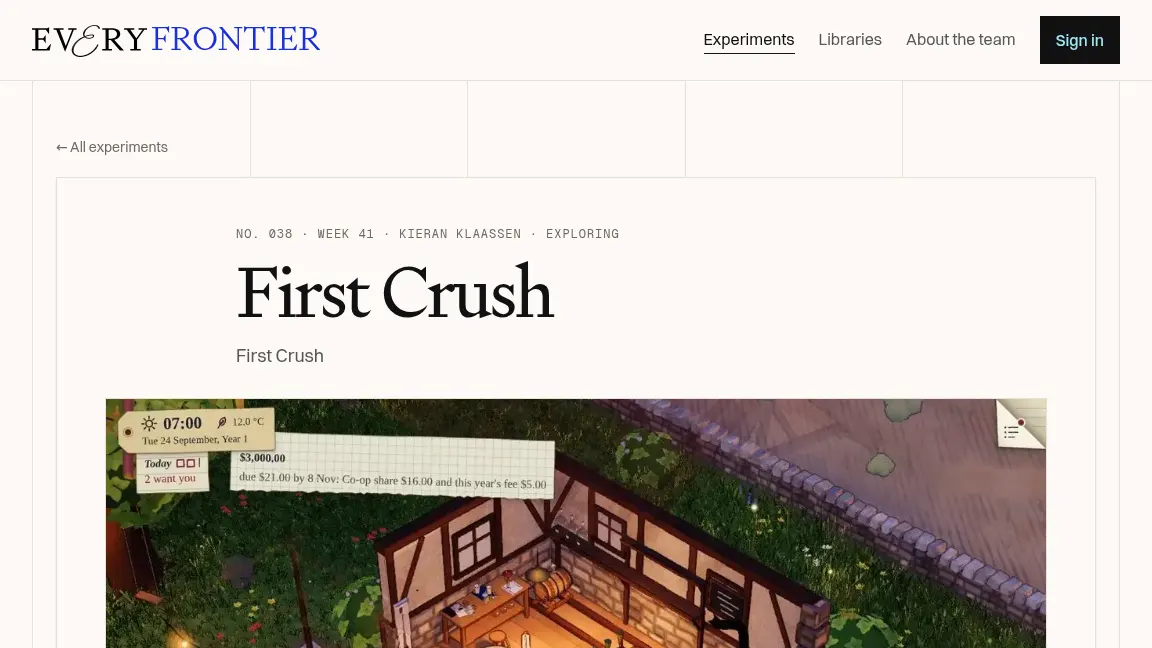 EVERY FRONTIER
Experiments
Libraries
About the team
Sign in
← All experiments
NO. 038 · WEEK 41 · KIERAN KLAASSEN · EXPLORING
First Crush
First Crush
07:00 12.0 °C
Tue 24 September, Year 1
Today
2 want you
$3,000.00
due $21.00 by 8 Nov: Co-op share $16.00 and this year's fee $5.00